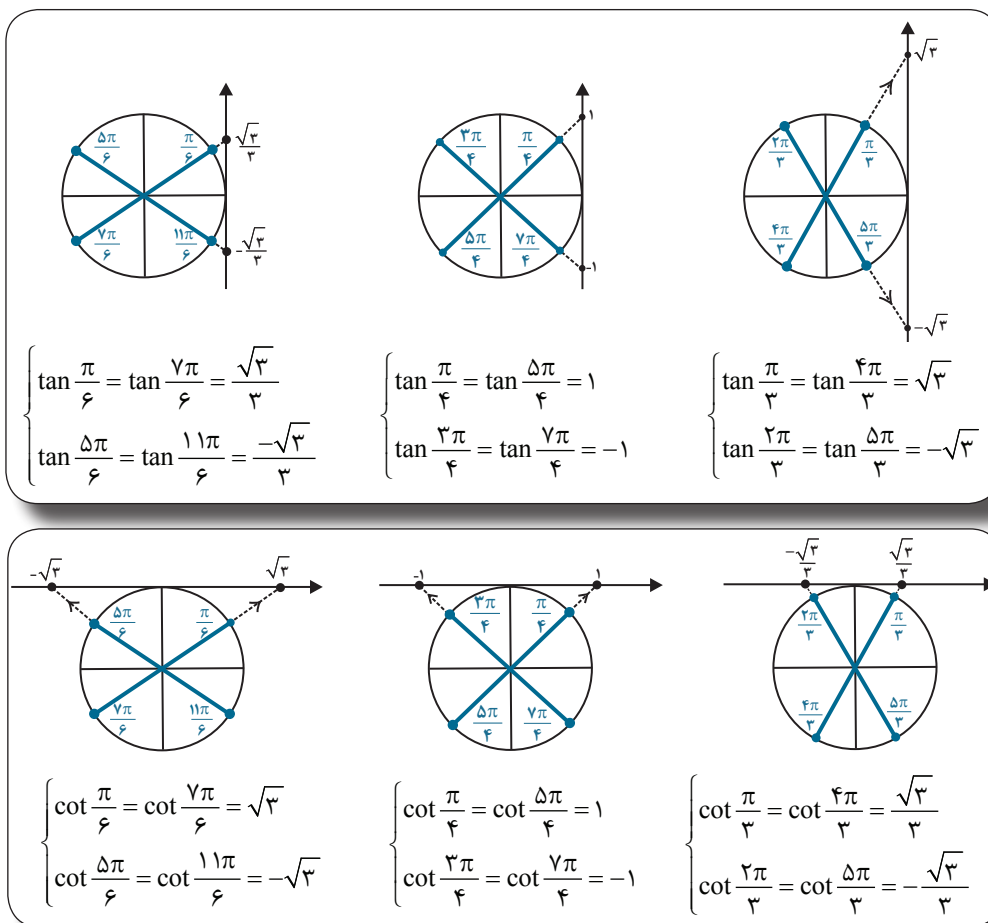 √۳
√۳/۳
۱
۵π/۶ π/۶ ۳π/۴ π/۴ ۲π/۳ π/۳
۷π/۶ ۱۱π/۶ ۵π/۴ ۷π/۴ ۴π/۳ ۵π/۳
-√۳/۳
-۱
-√۳
tan π/۶ = tan ۷π/۶ = √۳/۳
tan ۵π/۶ = tan ۱۱π/۶ = -√۳/۳
tan π/۴ = tan ۵π/۴ = ۱
tan ۳π/۴ = tan ۷π/۴ = -۱
tan π/۳ = tan ۴π/۳ = √۳
tan ۲π/۳ = tan ۵π/۳ = -√۳
-√۳ √۳ -۱ ۱ -√۳/۳ √۳/۳
۵π/۶ π/۶ ۳π/۴ π/۴ ۲π/۳ π/۳
۷π/۶ ۱۱π/۶ ۵π/۴ ۷π/۴ ۴π/۳ ۵π/۳
cot π/۶ = cot ۷π/۶ = √۳
cot ۵π/۶ = cot ۱۱π/۶ = -√۳
cot π/۴ = cot ۵π/۴ = ۱
cot ۳π/۴ = cot ۷π/۴ = -۱
cot π/۳ = cot ۴π/۳ = √۳/۳
cot ۲π/۳ = cot ۵π/۳ = -√۳/۳